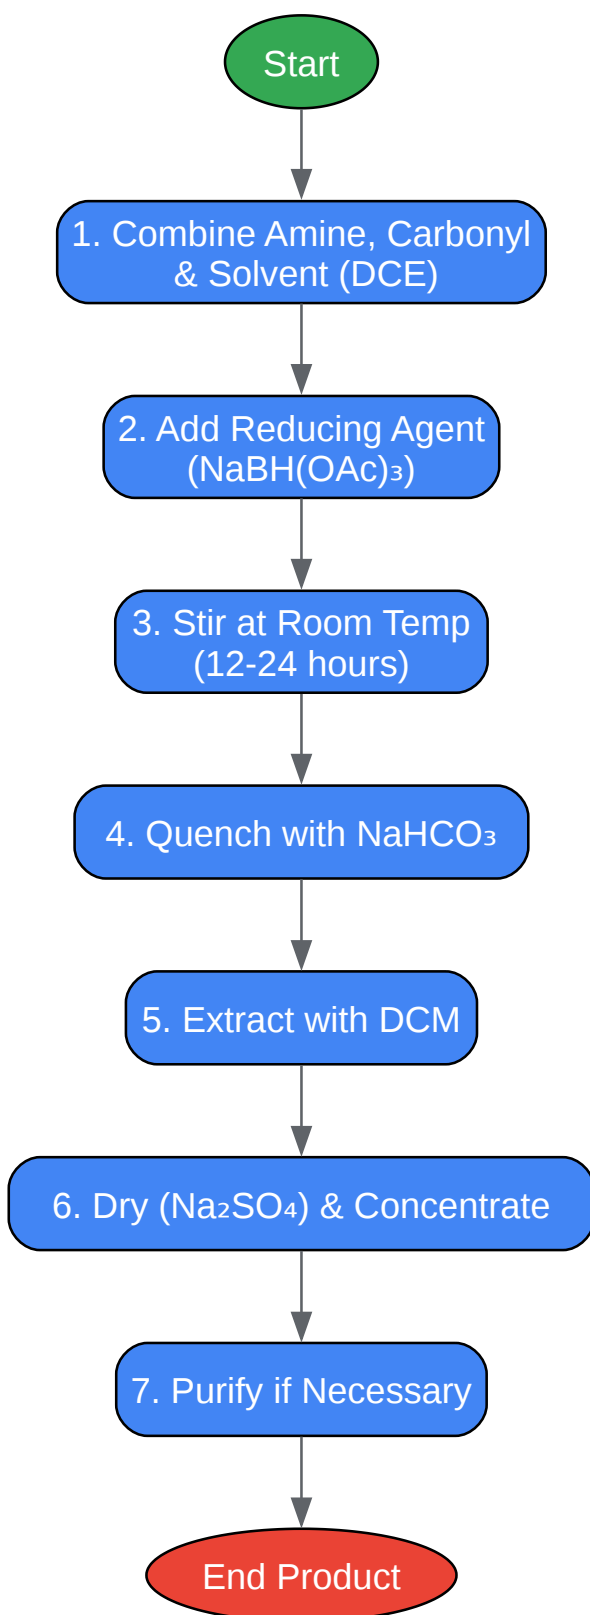 Start
1. Combine Amine, Carbonyl
& Solvent (DCE)
2. Add Reducing Agent
(NaBH(OAc)₃)
3. Stir at Room Temp
(12-24 hours)
4. Quench with NaHCO₃
5. Extract with DCM
6. Dry (Na₂SO₄) & Concentrate
7. Purify if Necessary
End Product